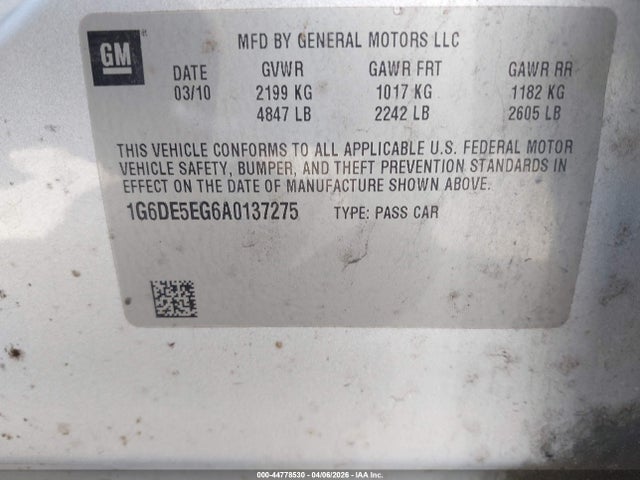 GM
MFD BY GENERAL MOTORS LLC
DATE GVWR GAWR FRT GAWR RR
03/10 2199 KG 1017 KG 1182 KG
4847 LB 2242 LB 2605 LB
THIS VEHICLE CONFORMS TO ALL APPLICABLE U.S. FEDERAL MOTOR
VEHICLE SAFETY, BUMPER, AND THEFT PREVENTION STANDARDS IN
EFFECT ON THE DATE OF MANUFACTURE SHOWN ABOVE.
1G6DE5EG6A0137275 TYPE: PASS CAR
000-44778530 - 04/06/2026 - IAAI, Inc.